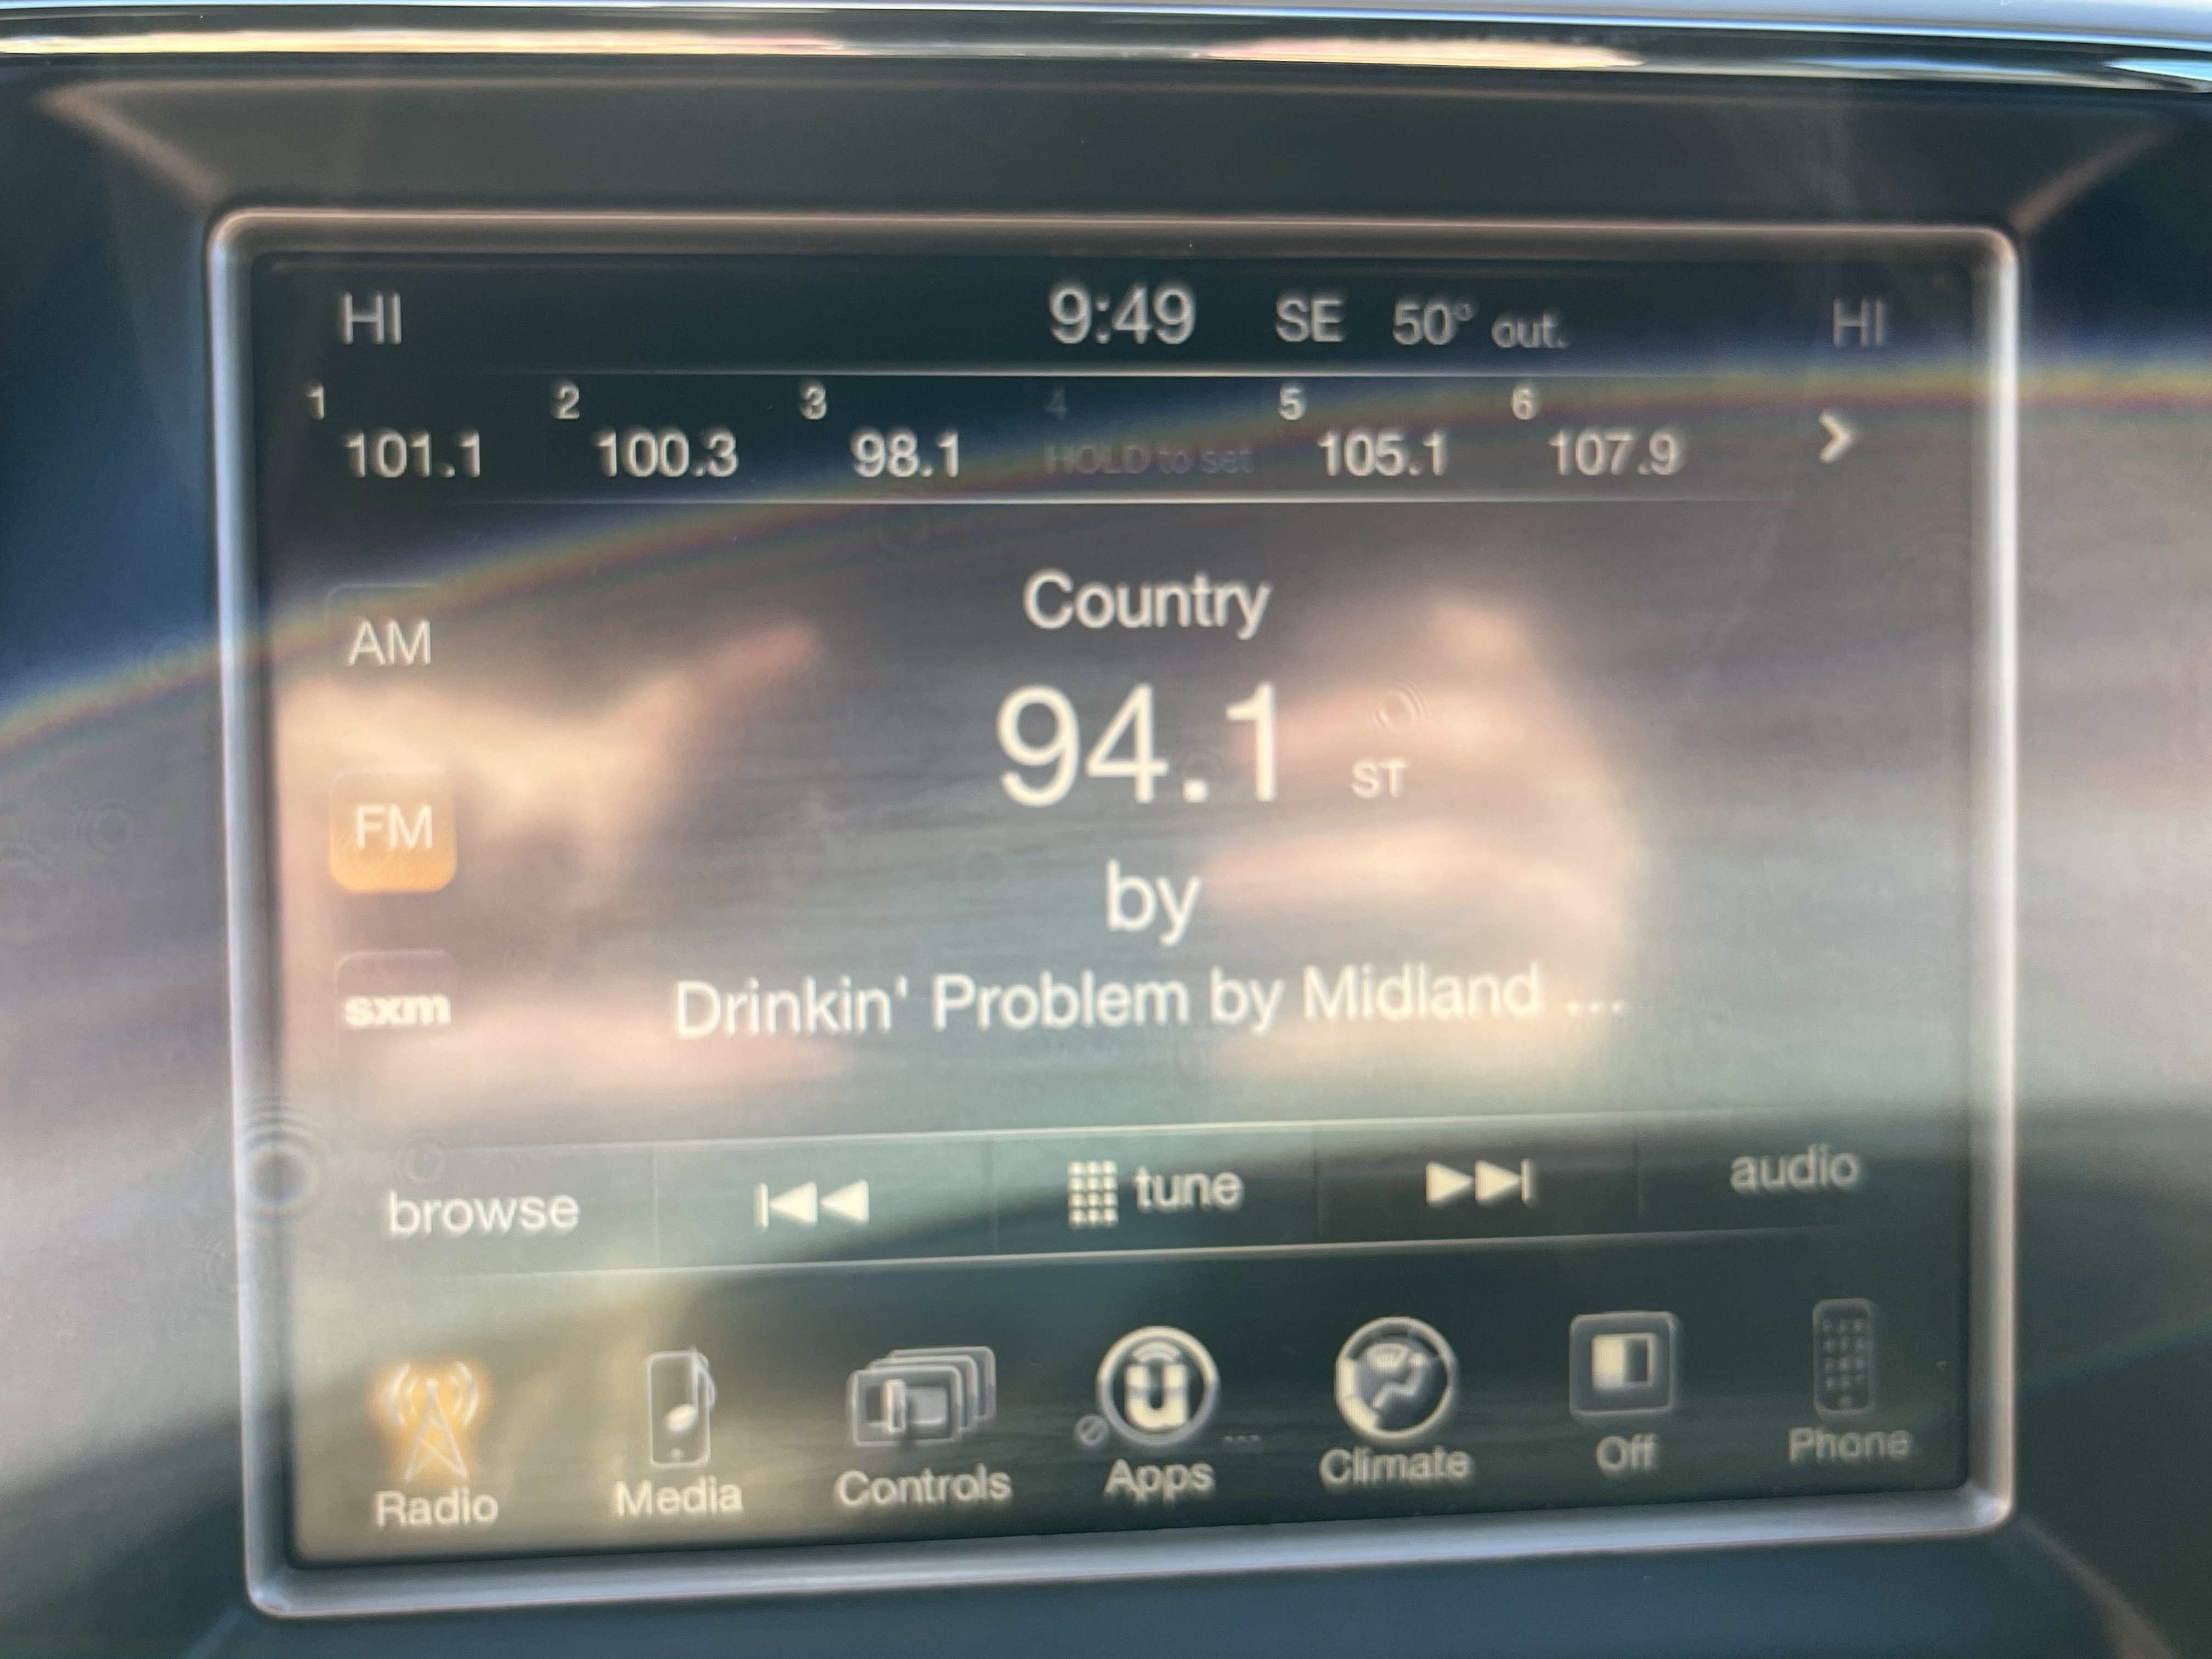 HI 9:49 SE 50° out. HI
1 2 3 4 5 6
101.1 100.3 98.1 HOLD to set 105.1 107.9
Country
AM
94.1 ST
FM
by
sxm
Drinkin' Problem by Midland ...
browse tune audio
Radio Media Controls Apps Climate Off Phone